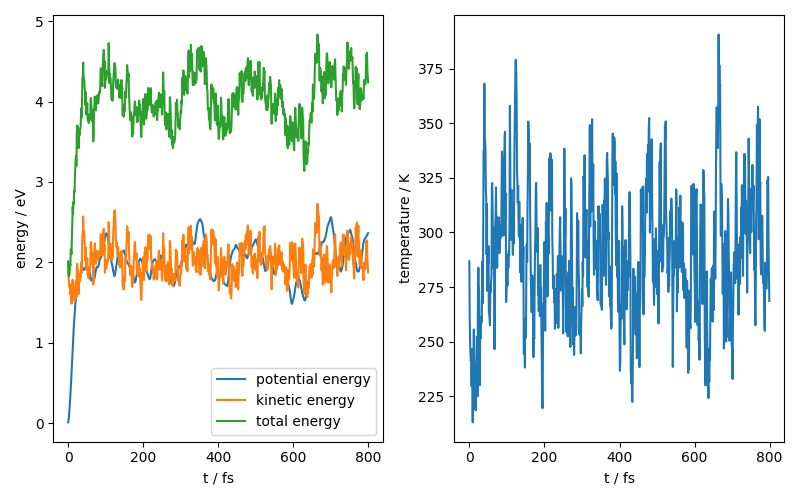 energy / eV
5
4
3
2
1
0
potential energy
kinetic energy
total energy
0 200 400 600 800
t / fs
temperature / K
375
350
325
300
275
250
225
0 200 400 600 800
t / fs